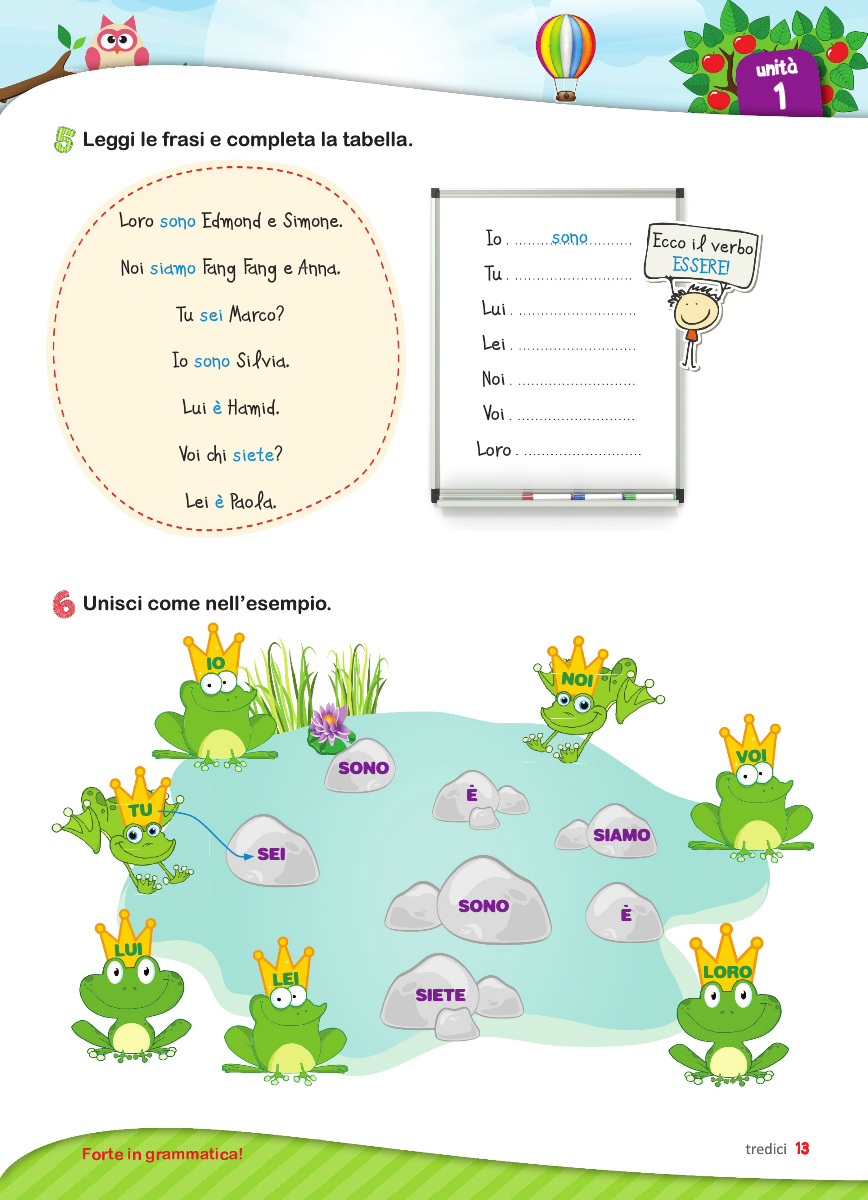 unità
1
5 Leggi le frasi e completa la tabella.
Loro sono Edmond e Simone.
Noi siamo Fang Fang e Anna.
Tu sei Marco?
Io sono Silvia.
Lui è Hamid.
Voi chi siete?
Lei è Paola.
Io . ......sono......
Tu . ......................
Lui . ......................
Lei . ......................
Noi . ......................
Voi . ......................
Loro . ......................
Ecco il verbo
ESSERE!
6 Unisci come nell'esempio.
IO
NOI
VOI
SONO
È
TU
SIAMO
SEI
SONO
È
LUI
LEI
LORO
SIETE
Forte in grammatica!
tredici 13